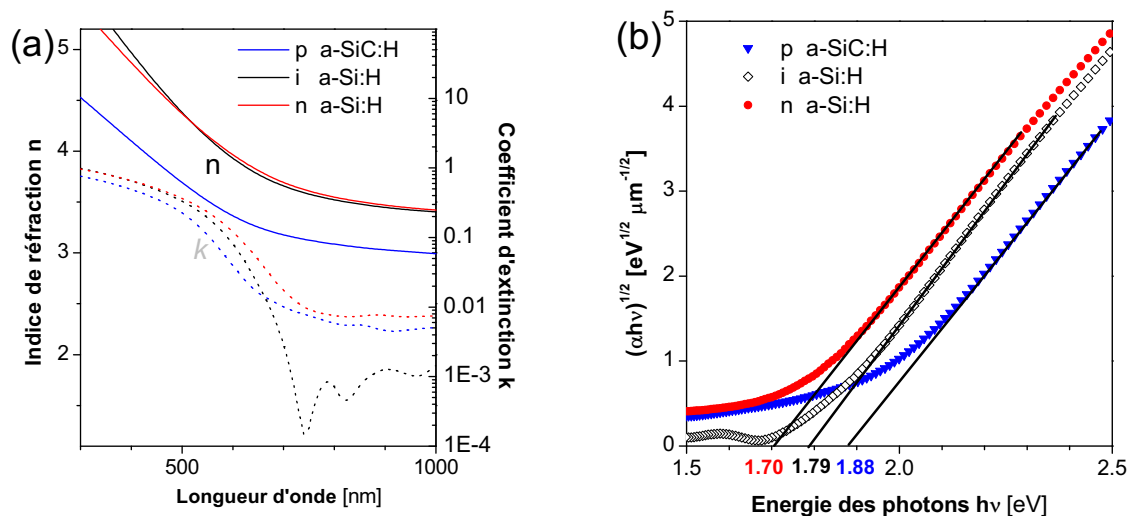 (a)
p a-SiC:H
i a-Si:H
n a-Si:H
n
k
Indice de réfraction n
5
4
3
2
Coefficient d'extinction k
10
1
0.1
0.01
1E-3
1E-4
500
1000
Longueur d'onde [nm]
(b)
p a-SiC:H
i a-Si:H
n a-Si:H
(αhν)^1/2 [eV^1/2 μm^-1/2]
5
4
3
2
1
0
1.5
1.70
1.79
1.88
2.0
2.5
Energie des photons hν [eV]